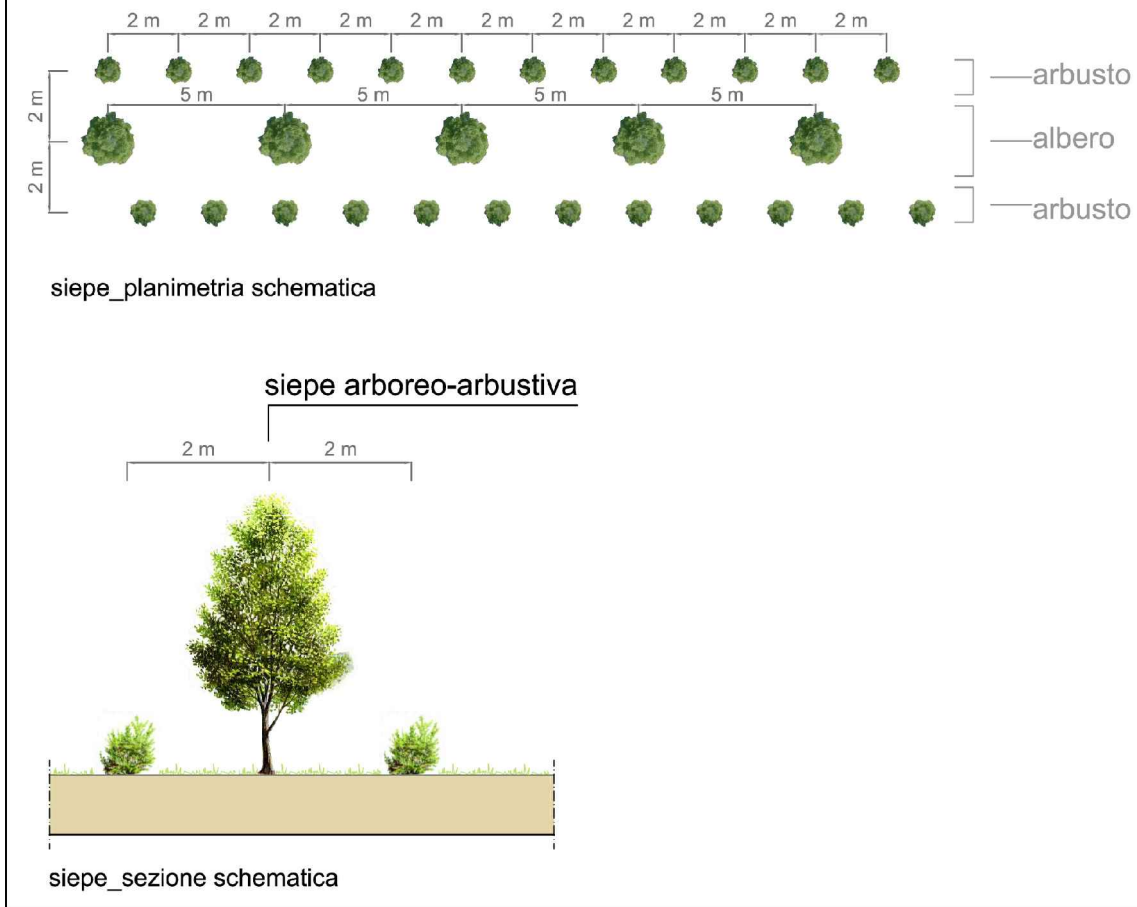 2 m 2 m 2 m 2 m 2 m 2 m 2 m 2 m 2 m 2 m 2 m
arbusto
5 m 5 m 5 m 5 m
2 m
albero
2 m
arbusto
siepe_planimetria schematica
siepe arboreo-arbustiva
2 m 2 m
siepe_sezione schematica